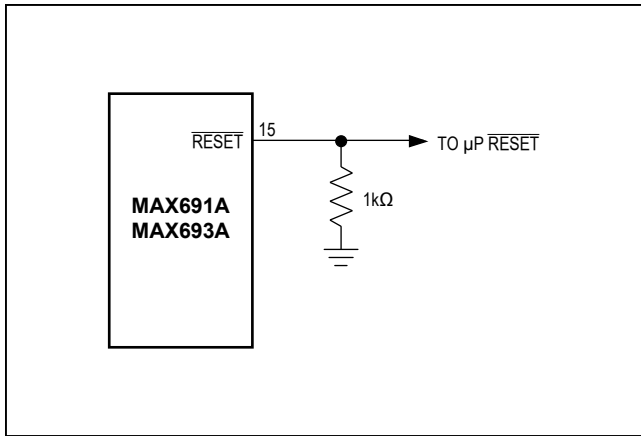 RESET 15
TO µP RESET
1kΩ
MAX691A
MAX693A